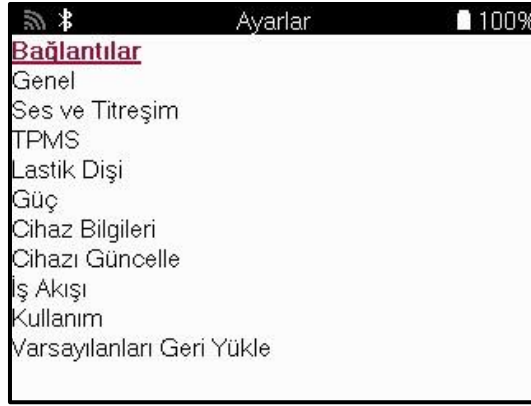 Ayarlar 100%
Bağlantılar
Genel
Ses ve Titreşim
TPMS
Lastik Dişi
Güç
Cihaz Bilgileri
Cihazı Güncelle
İş Akışı
Kullanım
Varsayılanları Geri Yükle